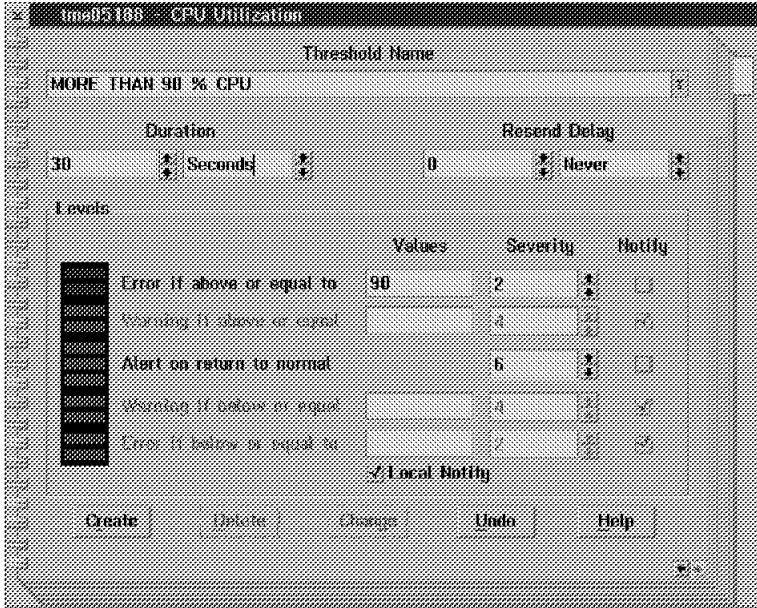 tme05188 - CPU Utilization
Threshold Name
MORE THAN 90 % CPU
Duration Resend Delay
30 Seconds 0 Never
Levels
Values Severity Notify
Error if above or equal to 90 2
Warning if above or equal 4
Alert on return to normal 6
Warning if below or equal 4
Error if below or equal to 2
Local Notify
Create Delete Change Undo Help